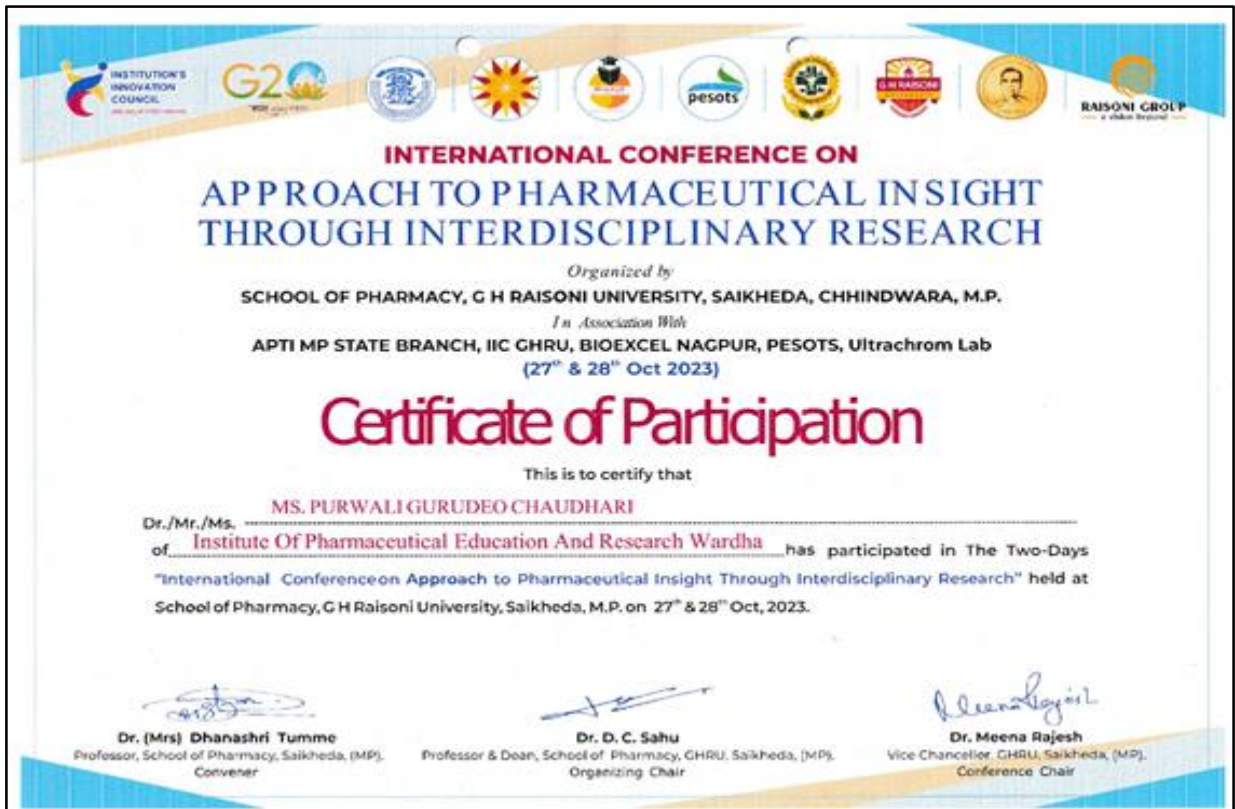 INSTITUTION'S
INNOVATION
COUNCIL
G20
pesots
G H RAISONI
RAISONI GROUP
a vision beyond
INTERNATIONAL CONFERENCE ON
APPROACH TO PHARMACEUTICAL INSIGHT
THROUGH INTERDISCIPLINARY RESEARCH
Organized by
SCHOOL OF PHARMACY, G H RAISONI UNIVERSITY, SAIKHEDA, CHHINDWARA, M.P.
In Association With
APTI MP STATE BRANCH, IIC GHRU, BIOEXCEL NAGPUR, PESOTS, Ultrachrom Lab
(27th & 28th Oct 2023)
Certificate of Participation
This is to certify that
MS. PURWALI GURUDEO CHAUDHARI
Dr./Mr./Ms.
of Institute Of Pharmaceutical Education And Research Wardha has participated in The Two-Days
"International Conferenceon Approach to Pharmaceutical Insight Through Interdisciplinary Research" held at
School of Pharmacy, G H Raisoni University, Saikheda, M.P. on 27th & 28th Oct, 2023.
Meena Rajesh
Dr. (Mrs) Dhanashri Tumme
Professor, School of Pharmacy, Saikheda, (MP).
Convener
Dr. D. C. Sahu
Professor & Dean, School of Pharmacy, GHRU, Saikheda, (MP).
Organizing Chair
Dr. Meena Rajesh
Vice Chancellor, GHRU, Saikheda, (MP).
Conference Chair